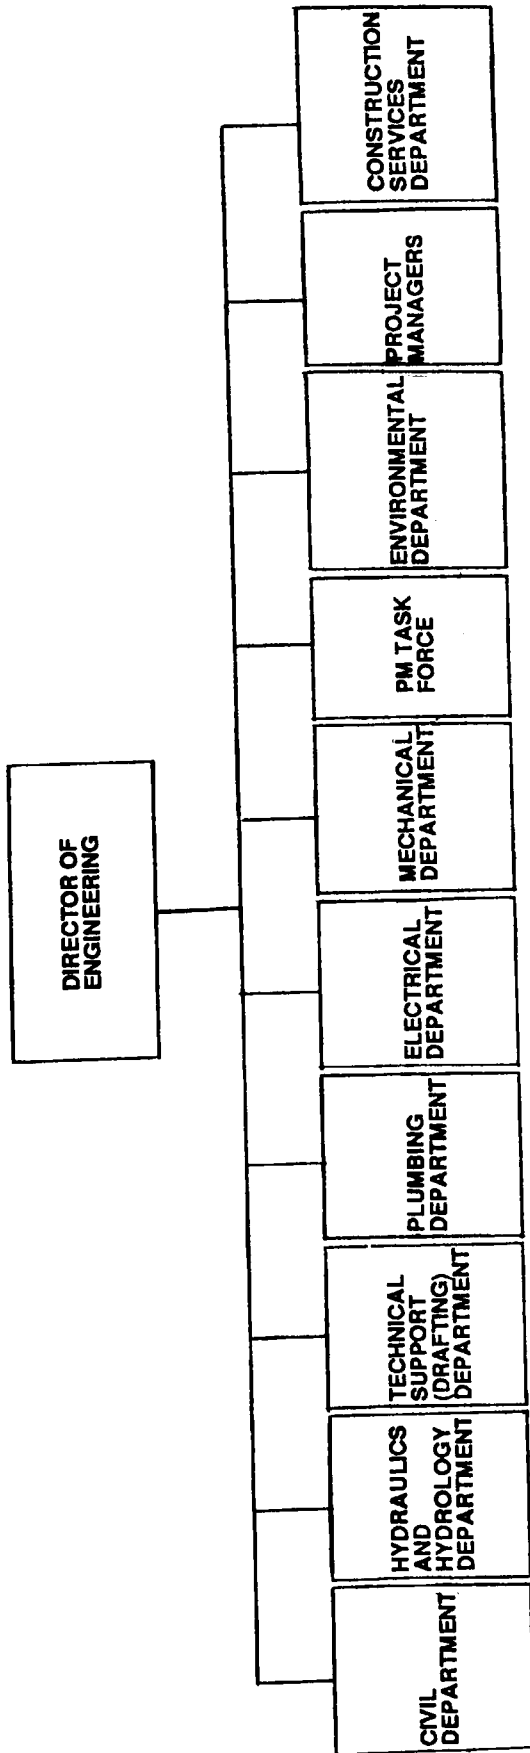 DIRECTOR OF
ENGINEERING
CIVIL
DEPARTMENT
HYDRAULICS
AND
HYDROLOGY
DEPARTMENT
TECHNICAL
SUPPORT
(DRAFTING)
DEPARTMENT
PLUMBING
DEPARTMENT
ELECTRICAL
DEPARTMENT
MECHANICAL
DEPARTMENT
PM TASK
FORCE
ENVIRONMENTAL
DEPARTMENT
PROJECT
MANAGERS
CONSTRUCTION
SERVICES
DEPARTMENT